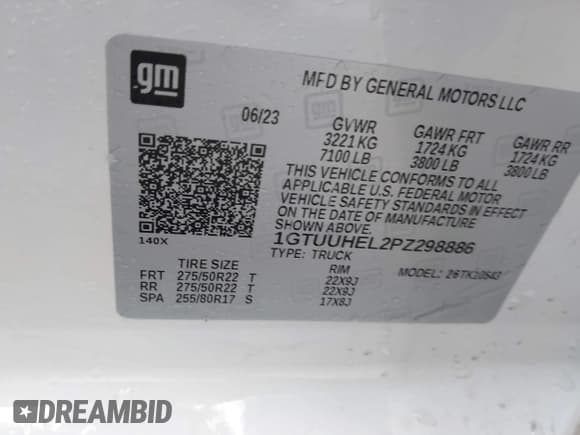 gm
MFD BY GENERAL MOTORS LLC
06/23 GVWR GAWR FRT GAWR RR
3221 KG 1724 KG 1724 KG
7100 LB 3800 LB 3800 LB
THIS VEHICLE CONFORMS TO ALL
APPLICABLE U.S. FEDERAL MOTOR
VEHICLE SAFETY STANDARDS IN EFFECT
ON THE DATE OF MANUFACTURE
SHOWN ABOVE.
140X
1GTUUHEL2PZ298886
TYPE: TRUCK MODEL: 26TK10543
TIRE SIZE RIM
FRT 275/50R22 T 22X9J
RR 275/50R22 T 22X9J
SPA 255/80R17 S 17X8J
DREAMBID